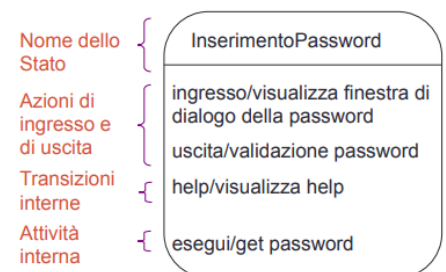 Nome dello
Stato
InserimentoPassword
Azioni di
ingresso e
di uscita
ingresso/visualizza finestra di
dialogo della password
uscita/validazione password
Transizioni
interne
help/visualizza help
Attività
interna
esegui/get password